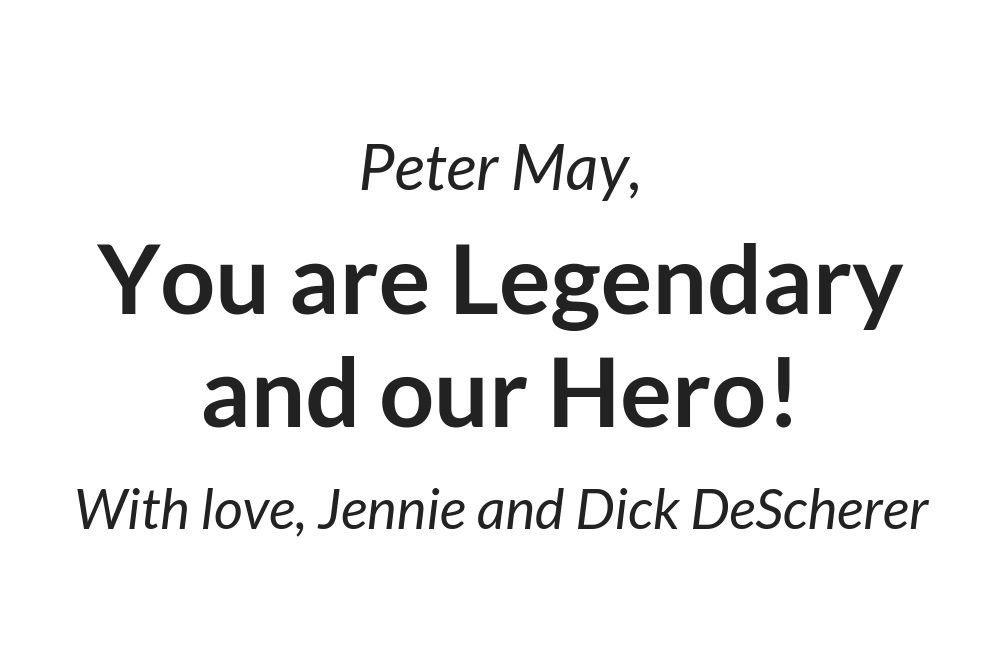 Peter May,
You are Legendary
and our Hero!
With love, Jennie and Dick DeScherer